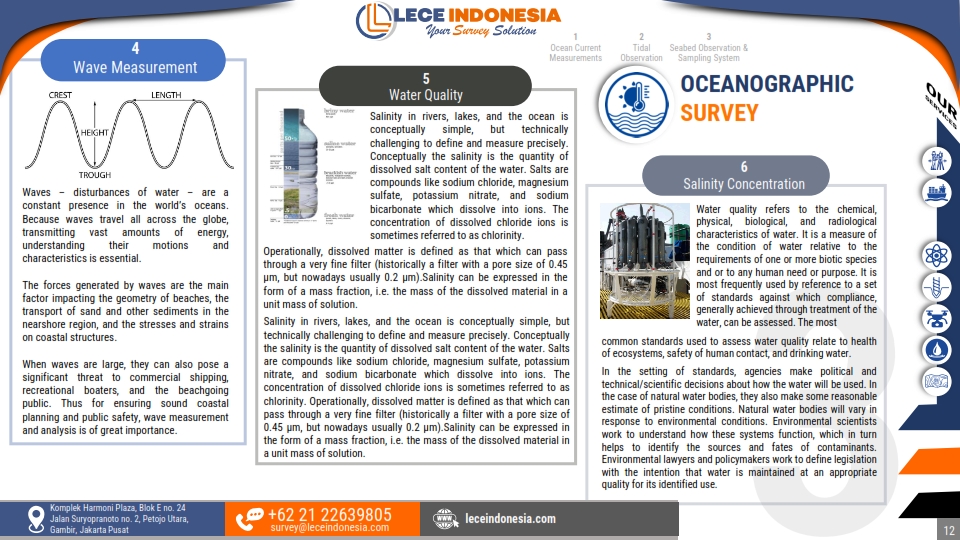 LECE INDONESIA
Your Survey Solution
1
Ocean Current
Measurements
2
Tidal
Observation
3
Seabed Observation &
Sampling System
OCEANOGRAPHIC
SURVEY
OUR
SERVICES
4
Wave Measurement
CREST
LENGTH
HEIGHT
TROUGH
Waves – disturbances of water – are a
constant presence in the world's oceans.
Because waves travel all across the globe,
transmitting vast amounts of energy,
understanding their motions and
characteristics is essential.
The forces generated by waves are the main
factor impacting the geometry of beaches, the
transport of sand and other sediments in the
nearshore region, and the stresses and strains
on coastal structures.
When waves are large, they can also pose a
significant threat to commercial shipping,
recreational boaters, and the beachgoing
public. Thus for ensuring sound coastal
planning and public safety, wave measurement
and analysis is of great importance.
5
Water Quality
brackish water
fresh water
Salinity in rivers, lakes, and the ocean is
conceptually simple, but technically
challenging to define and measure precisely.
Conceptually the salinity is the quantity of
dissolved salt content of the water. Salts are
compounds like sodium chloride, magnesium
sulfate, potassium nitrate, and sodium
bicarbonate which dissolve into ions. The
concentration of dissolved chloride ions is
sometimes referred to as chlorinity.
Operationally, dissolved matter is defined as that which can pass
through a very fine filter (historically a filter with a pore size of 0.45
μm, but nowadays usually 0.2 μm).Salinity can be expressed in the
form of a mass fraction, i.e. the mass of the dissolved material in a
unit mass of solution.
Salinity in rivers, lakes, and the ocean is conceptually simple, but
technically challenging to define and measure precisely. Conceptually
the salinity is the quantity of dissolved salt content of the water. Salts
are compounds like sodium chloride, magnesium sulfate, potassium
nitrate, and sodium bicarbonate which dissolve into ions. The
concentration of dissolved chloride ions is sometimes referred to as
chlorinity. Operationally, dissolved matter is defined as that which can
pass through a very fine filter (historically a filter with a pore size of
0.45 μm, but nowadays usually 0.2 μm).Salinity can be expressed in
the form of a mass fraction, i.e. the mass of the dissolved material in
a unit mass of solution.
6
Salinity Concentration
Water quality refers to the chemical,
physical, biological, and radiological
characteristics of water. It is a measure of
the condition of water relative to the
requirements of one or more biotic species
and or to any human need or purpose. It is
most frequently used by reference to a set
of standards against which compliance,
generally achieved through treatment of the
water, can be assessed. The most
common standards used to assess water quality relate to health
of ecosystems, safety of human contact, and drinking water.
In the setting of standards, agencies make political and
technical/scientific decisions about how the water will be used. In
the case of natural water bodies, they also make some reasonable
estimate of pristine conditions. Natural water bodies will vary in
response to environmental conditions. Environmental scientists
work to understand how these systems function, which in turn
helps to identify the sources and fates of contaminants.
Environmental lawyers and policymakers work to define legislation
with the intention that water is maintained at an appropriate
quality for its identified use.
8
Komplek Harmoni Plaza, Blok E no. 24
Jalan Suryopranoto no. 2, Petojo Utara,
Gambir, Jakarta Pusat
+62 21 22639805
survey@leceindonesia.com
leceindonesia.com
12